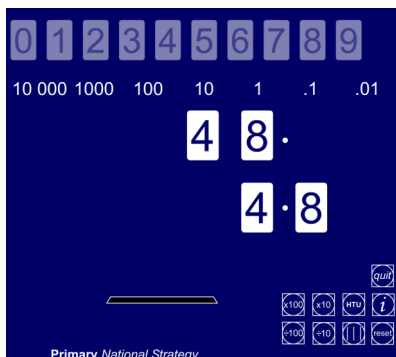 0 1 2 3 4 5 6 7 8 9
10 000 1000 100 10 1 .1 .01
4 8 .
4 . 8
quit
x100 x10 HTU i
÷100 ÷10 reset
Primary National Strategy